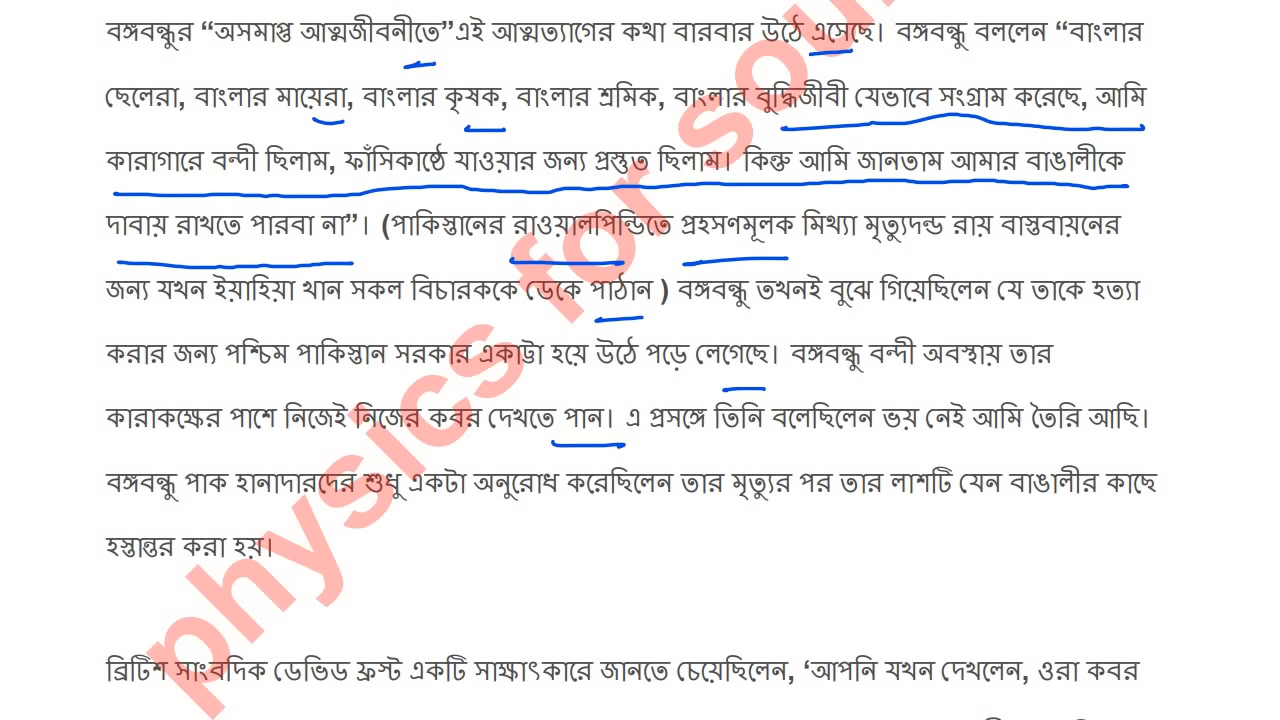 বঙ্গবন্ধুর “অসমাপ্ত আত্মজীবনীতে”এই আত্মত্যাগের কথা বারবার উঠে এসেছে। বঙ্গবন্ধু বললেন “বাংলার
ছেলেরা, বাংলার মায়েরা, বাংলার কৃষক, বাংলার শ্রমিক, বাংলার বুদ্ধিজীবী যেভাবে সংগ্রাম করেছে, আমি
কারাগারে বন্দী ছিলাম, ফাঁসিকাষ্ঠে যাওয়ার জন্য প্রস্তুত ছিলাম। কিন্তু আমি জানতাম আমার বাঙালীকে
দাবায় রাখতে পারবা না”। (পাকিস্তানের রাওয়ালপিন্ডিতে প্রহসণমূলক মিথ্যা মৃত্যুদন্ড রায় বাস্তবায়নের
জন্য যখন ইয়াহিয়া খান সকল বিচারককে ডেকে পাঠান ) বঙ্গবন্ধু তখনই বুঝে গিয়েছিলেন যে তাকে হত্যা
করার জন্য পশ্চিম পাকিস্তান সরকার একাট্টা হয়ে উঠে পড়ে লেগেছে। বঙ্গবন্ধু বন্দী অবস্থায় তার
কারাকক্ষের পাশে নিজেই নিজের কবর দেখতে পান। এ প্রসঙ্গে তিনি বলেছিলেন ভয় নেই আমি তৈরি আছি।
বঙ্গবন্ধু পাক হানাদারদের শুধু একটা অনুরোধ করেছিলেন তার মৃত্যুর পর তার লাশটি যেন বাঙালীর কাছে
হস্তান্তর করা হয়।
ব্রিটিশ সাংবদিক ডেভিড ফ্রস্ট একটি সাক্ষাৎকারে জানতে চেয়েছিলেন, ‘আপনি যখন দেখলেন, ওরা কবর
physics for soul